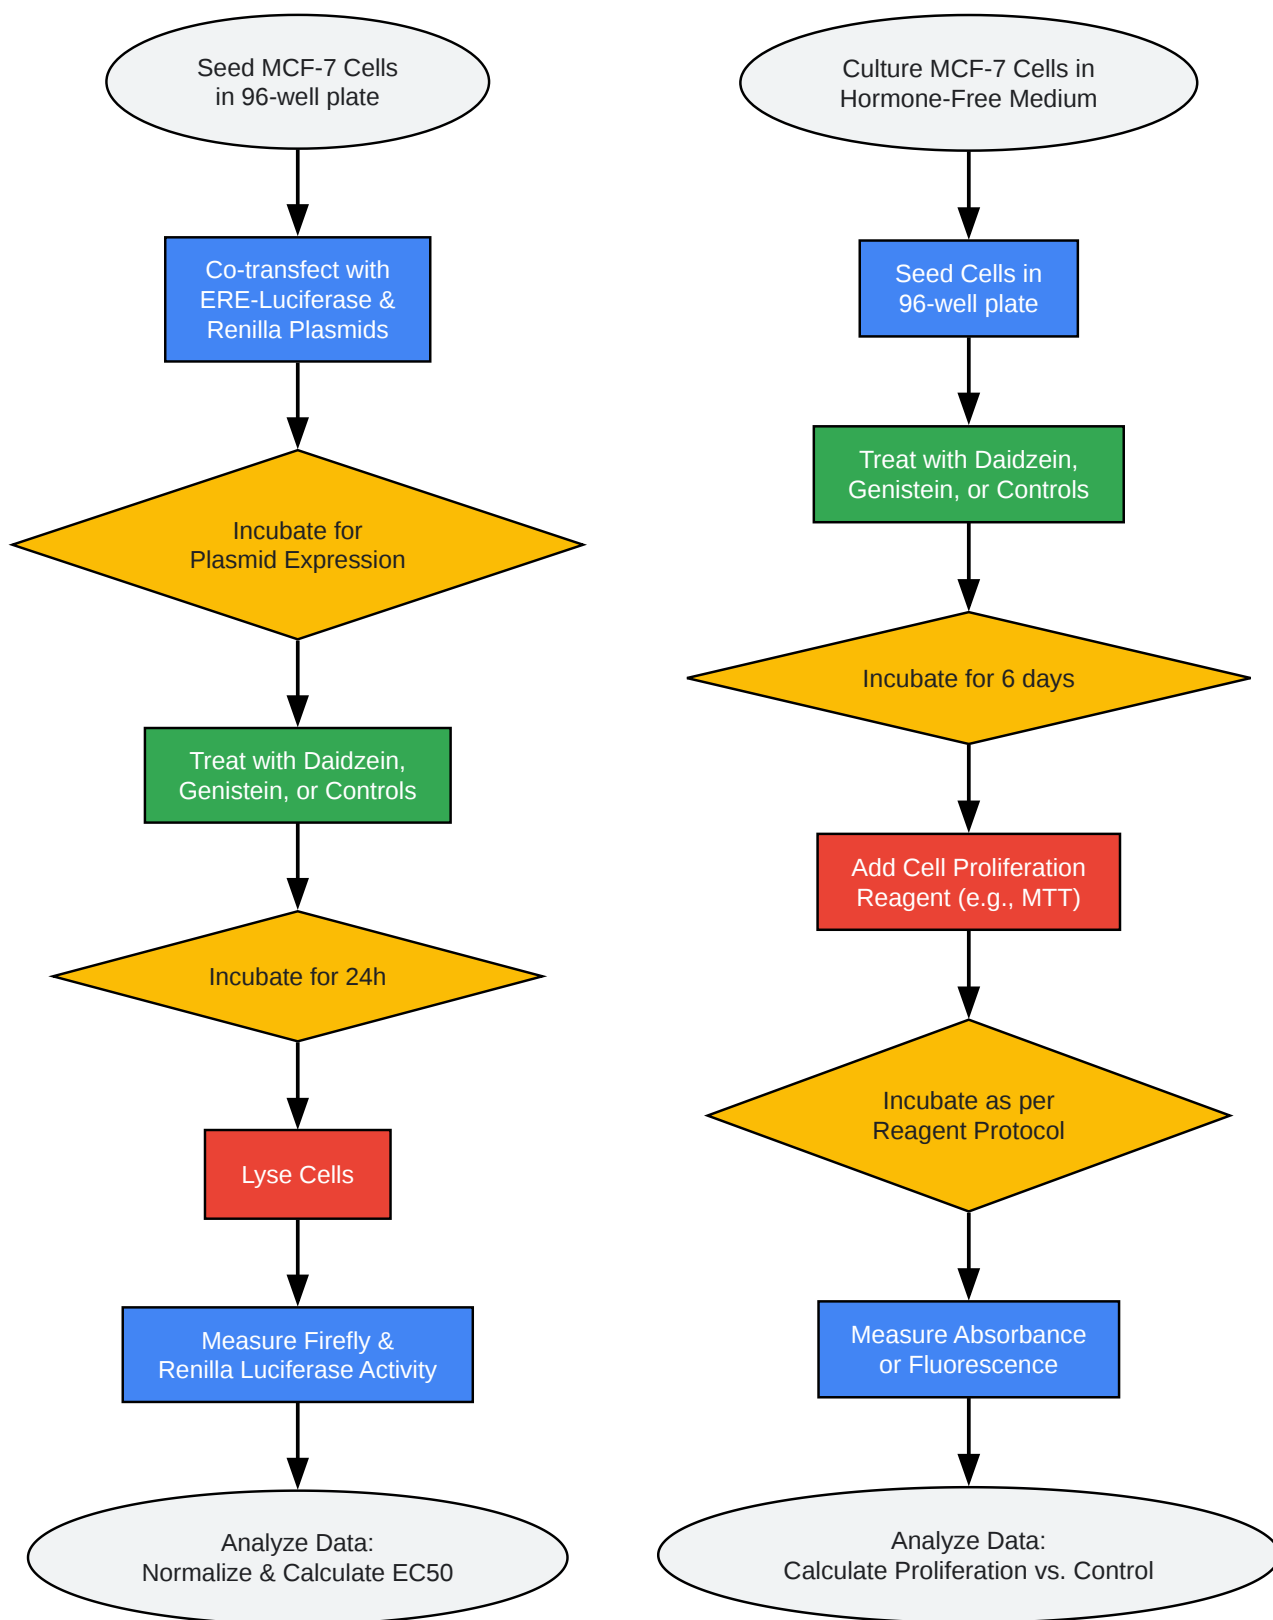 Seed MCF-7 Cells
in 96-well plate
Co-transfect with
ERE-Luciferase &
Renilla Plasmids
Incubate for
Plasmid Expression
Treat with Daidzein,
Genistein, or Controls
Incubate for 24h
Lyse Cells
Measure Firefly &
Renilla Luciferase Activity
Analyze Data:
Normalize & Calculate EC50
Culture MCF-7 Cells in
Hormone-Free Medium
Seed Cells in
96-well plate
Treat with Daidzein,
Genistein, or Controls
Incubate for 6 days
Add Cell Proliferation
Reagent (e.g., MTT)
Incubate as per
Reagent Protocol
Measure Absorbance
or Fluorescence
Analyze Data:
Calculate Proliferation vs. Control